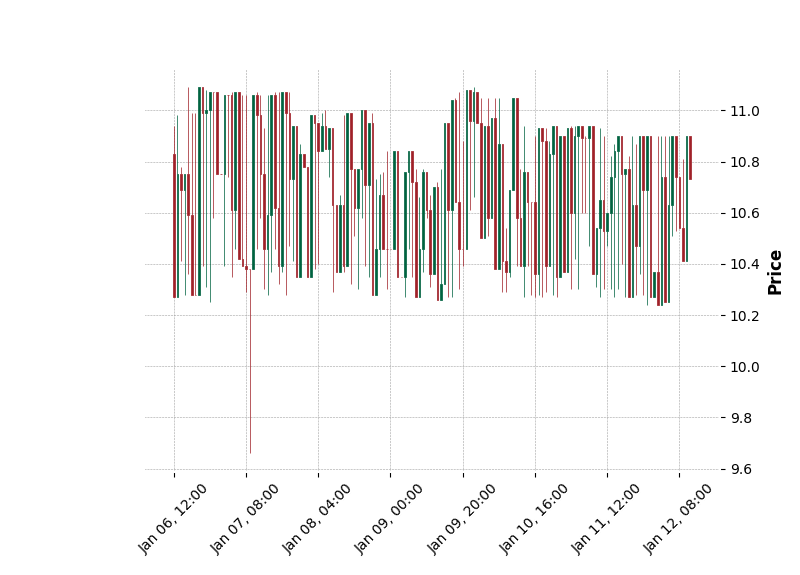 11.0
10.8
10.6
10.4
10.2
10.0
9.8
9.6
Price
Jan 06, 12:00
Jan 07, 08:00
Jan 08, 04:00
Jan 09, 00:00
Jan 09, 20:00
Jan 10, 16:00
Jan 11, 12:00
Jan 12, 08:00